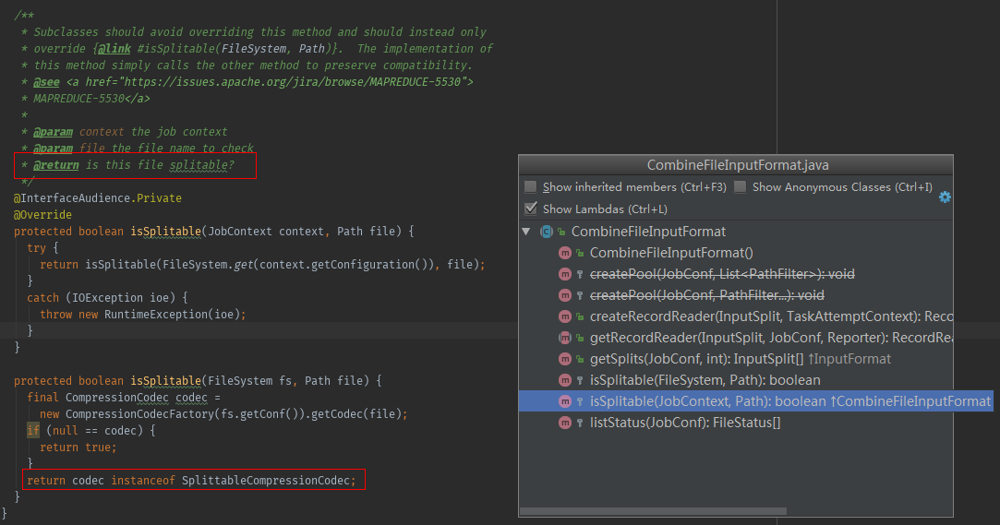 /**
 * Subclasses should avoid overriding this method and should instead only
 * override {@link #isSplitable(FileSystem, Path)}.  The implementation of
 * this method simply calls the other method to preserve compatibility.
 * @see <a href="https://issues.apache.org/jira/browse/MAPREDUCE-5530">
 * MAPREDUCE-5530</a>
 *
 * @param context the job context
 * @param file the file name to check
 * @return is this file splitable?
 */
@InterfaceAudience.Private
@Override
protected boolean isSplitable(JobContext context, Path file) {
  try {
    return isSplitable(FileSystem.get(context.getConfiguration()), file);
  }
  catch (IOException ioe) {
    throw new RuntimeException(ioe);
  }
}
protected boolean isSplitable(FileSystem fs, Path file) {
  final CompressionCodec codec =
    new CompressionCodecFactory(fs.getConf()).getCodec(file);
  if (null == codec) {
    return true;
  }
  return codec instanceof SplittableCompressionCodec;
}
}
CombineFileInputFormat.java
Show inherited members (Ctrl+F3) Show Anonymous Classes (Ctrl+I)
Show Lambdas (Ctrl+L)
CombineFileInputFormat
CombineFileInputFormat()
createPool(JobConf, List<PathFilter>): void
createPool(JobConf, PathFilter...): void
createRecordReader(InputSplit, TaskAttemptContext): Reco
getRecordReader(InputSplit, JobConf, Reporter): RecordRea
getSplits(JobConf, int): InputSplit[] ↑InputFormat
isSplitable(FileSystem, Path): boolean
isSplitable(JobContext, Path): boolean ↑CombineFileInputFormat
listStatus(JobConf): FileStatus[]